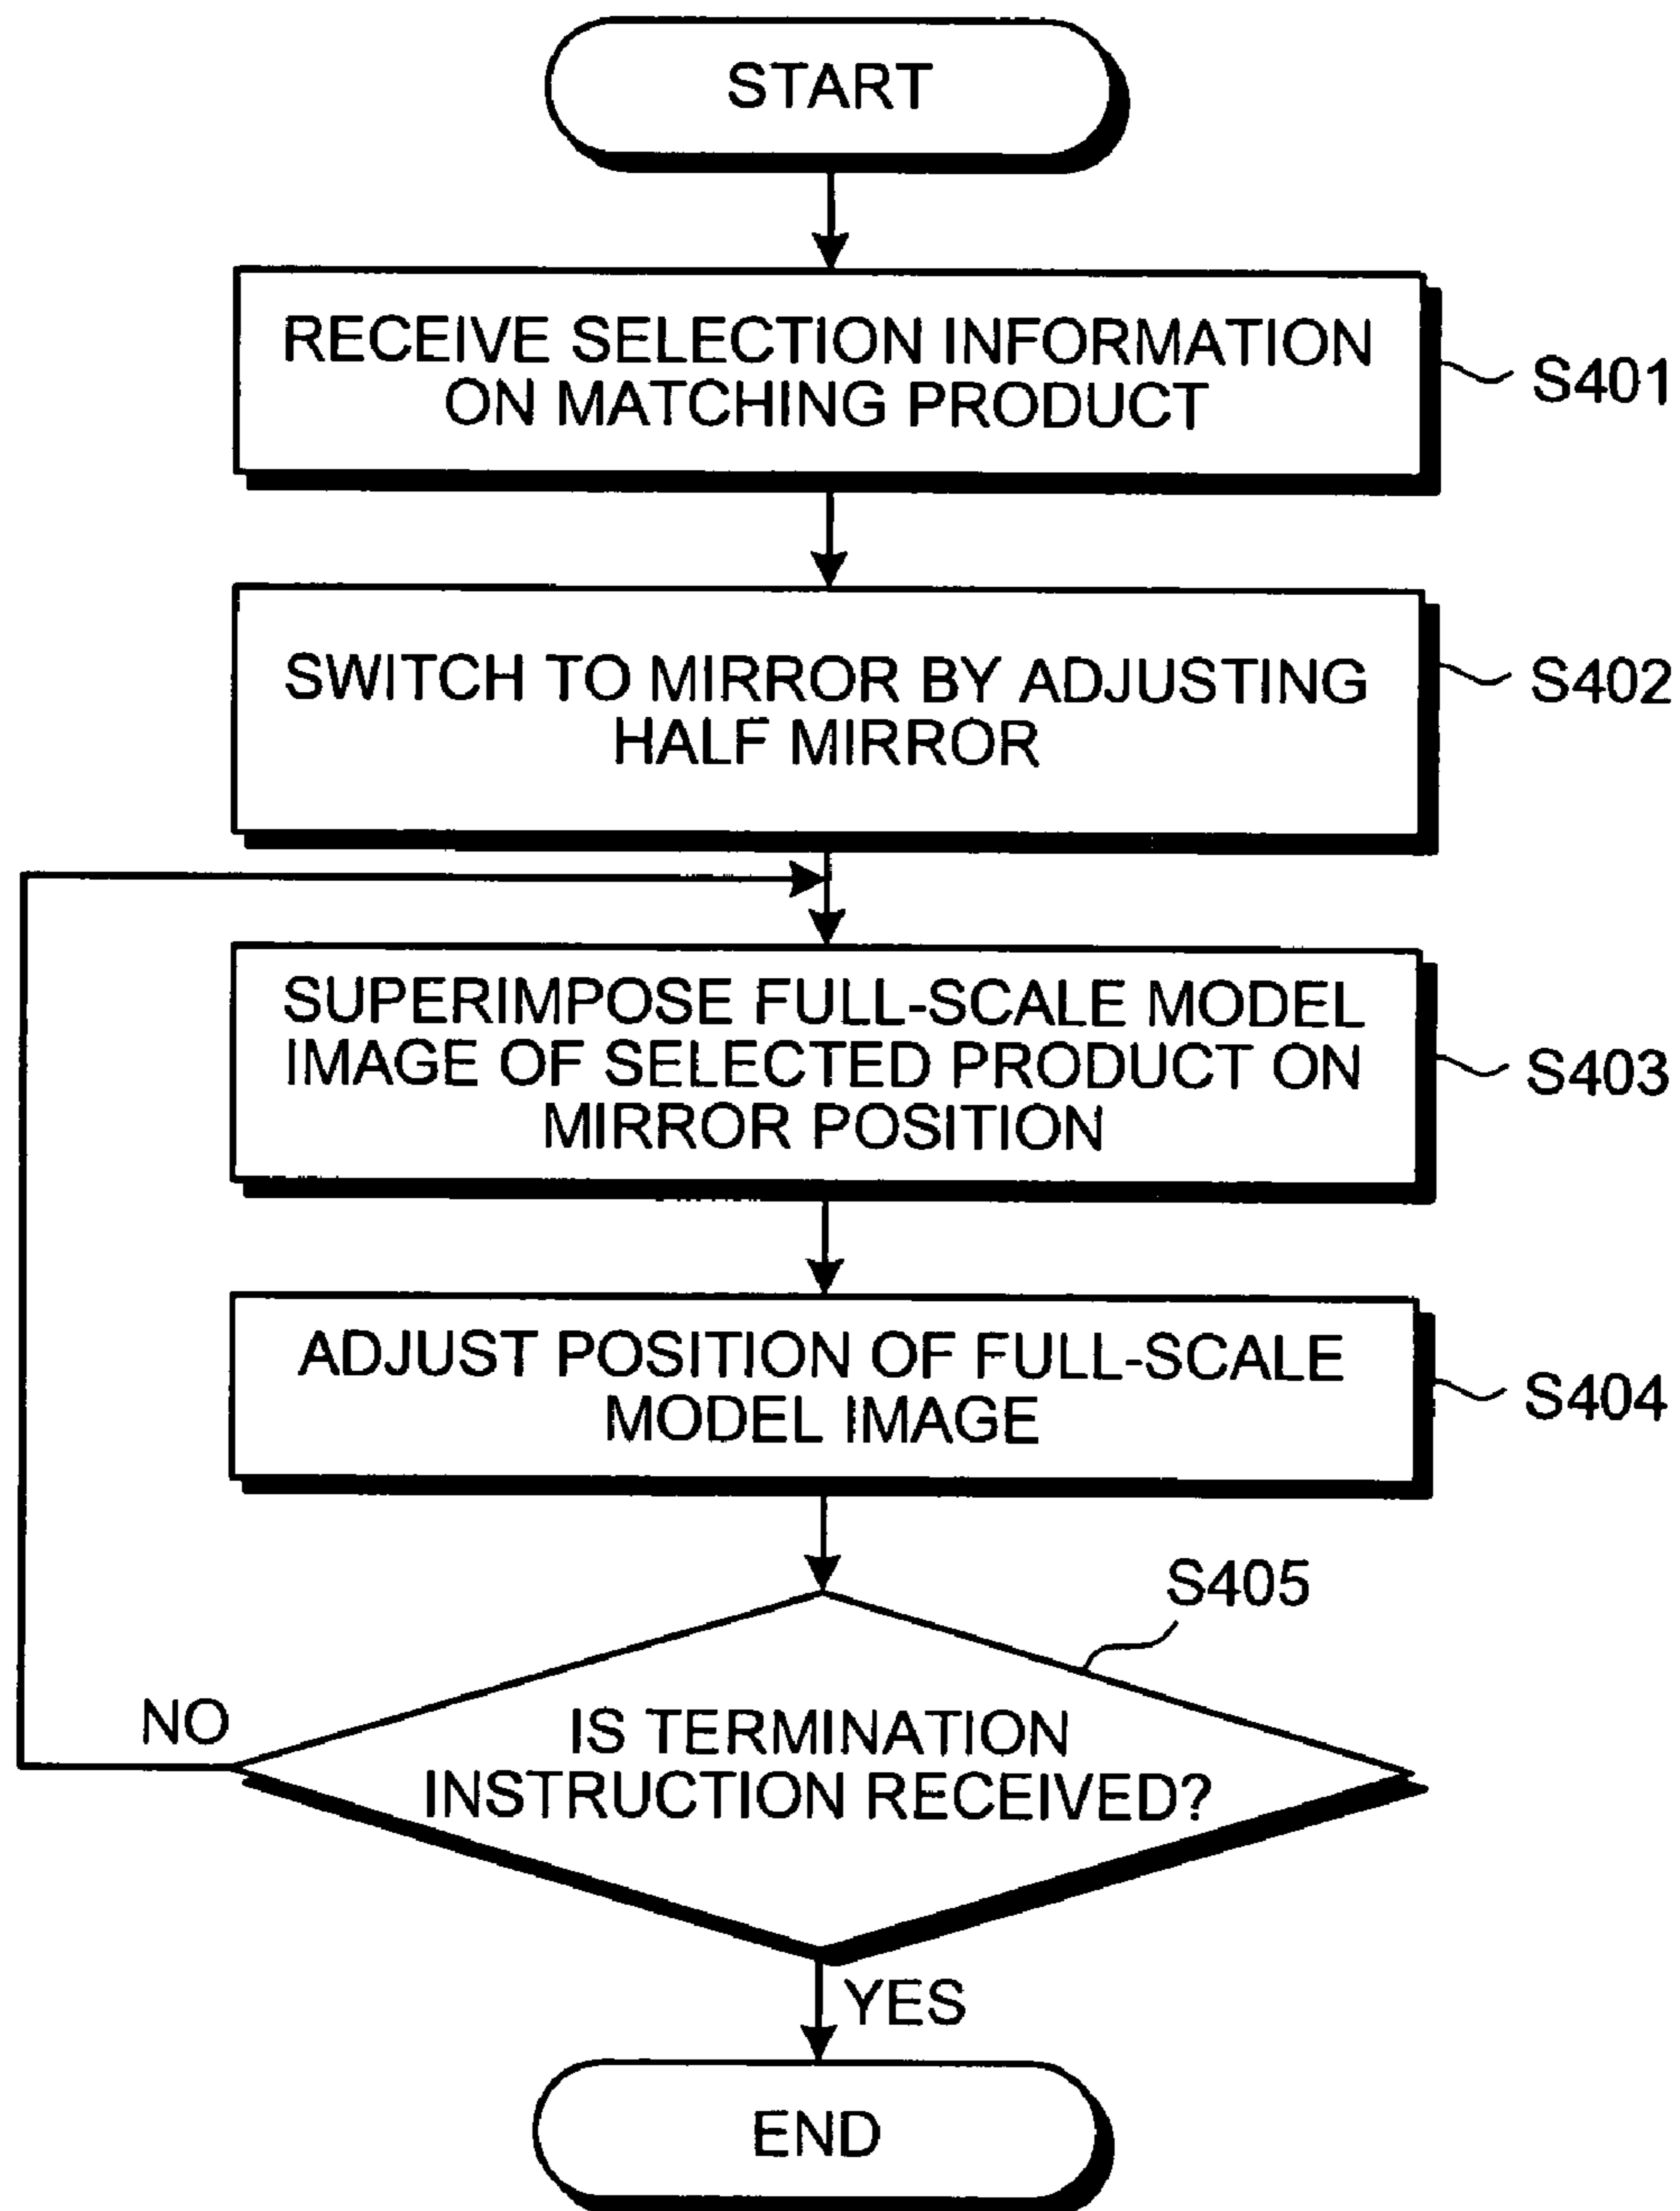 START
RECEIVE SELECTION INFORMATION
ON MATCHING PRODUCT
S401
SWITCH TO MIRROR BY ADJUSTING
HALF MIRROR
S402
SUPERIMPOSE FULL-SCALE MODEL
IMAGE OF SELECTED PRODUCT ON
MIRROR POSITION
S403
ADJUST POSITION OF FULL-SCALE
MODEL IMAGE
S404
S405
IS TERMINATION
INSTRUCTION RECEIVED?
NO
YES
END